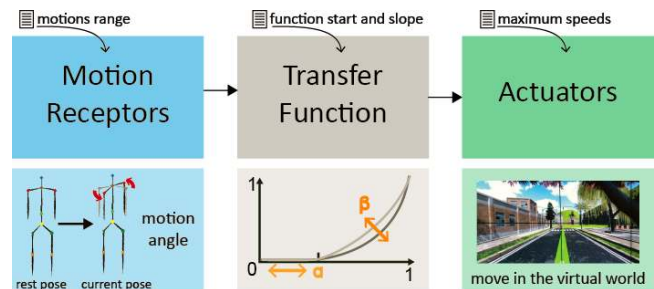 motions range
function start and slope
maximum speeds
Motion
Receptors
Transfer
Function
Actuators
rest pose
current pose
motion
angle
1
β
0
α
1
move in the virtual world